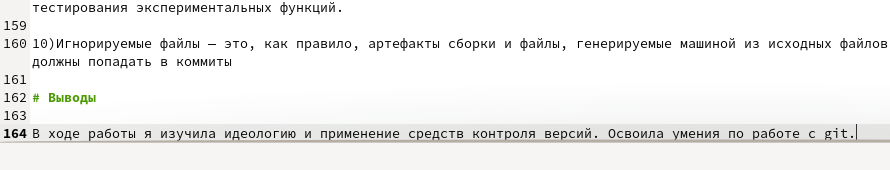 тестирования экспериментальных функций.
159
160 10)Игнорируемые файлы — это, как правило, артефакты сборки и файлы, генерируемые машиной из исходных файлов
должны попадать в коммиты
161
162 # Выводы
163
164 В ходе работы я изучила идеологию и применение средств контроля версий. Освоила умения по работе с git.